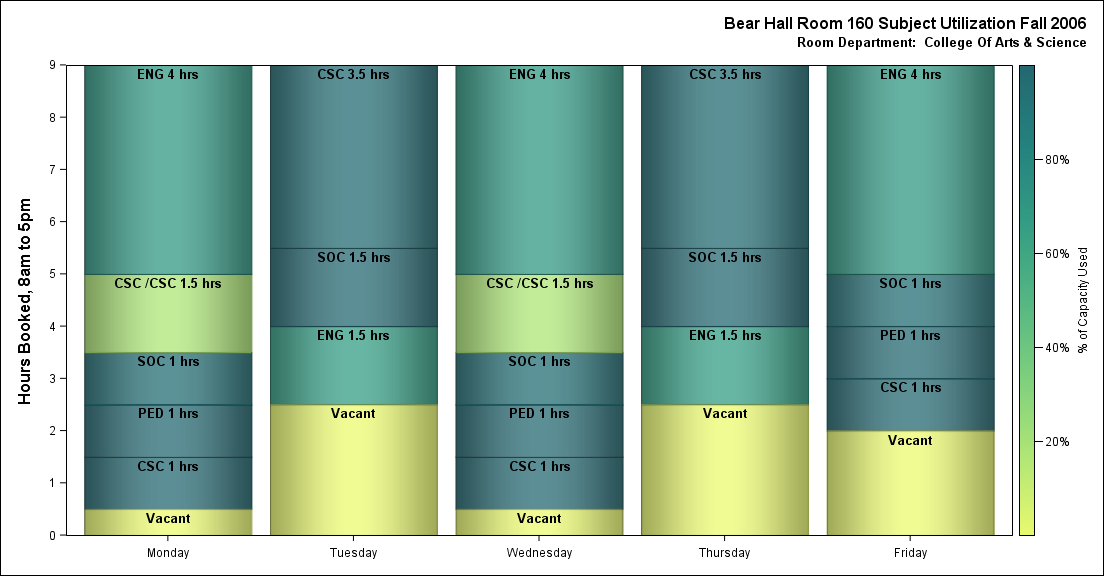 Bear Hall Room 160 Subject Utilization Fall 2006
Room Department:  College Of Arts & Science
Hours Booked, 8am to 5pm
9
8
7
6
5
4
3
2
1
0
ENG 4 hrs
CSC /CSC 1.5 hrs
SOC 1 hrs
PED 1 hrs
CSC 1 hrs
Vacant
Monday
CSC 3.5 hrs
SOC 1.5 hrs
ENG 1.5 hrs
Vacant
Tuesday
ENG 4 hrs
CSC /CSC 1.5 hrs
SOC 1 hrs
PED 1 hrs
CSC 1 hrs
Vacant
Wednesday
CSC 3.5 hrs
SOC 1.5 hrs
ENG 1.5 hrs
Vacant
Thursday
ENG 4 hrs
SOC 1 hrs
PED 1 hrs
CSC 1 hrs
Vacant
Friday
80%
60%
40%
20%
% of Capacity Used